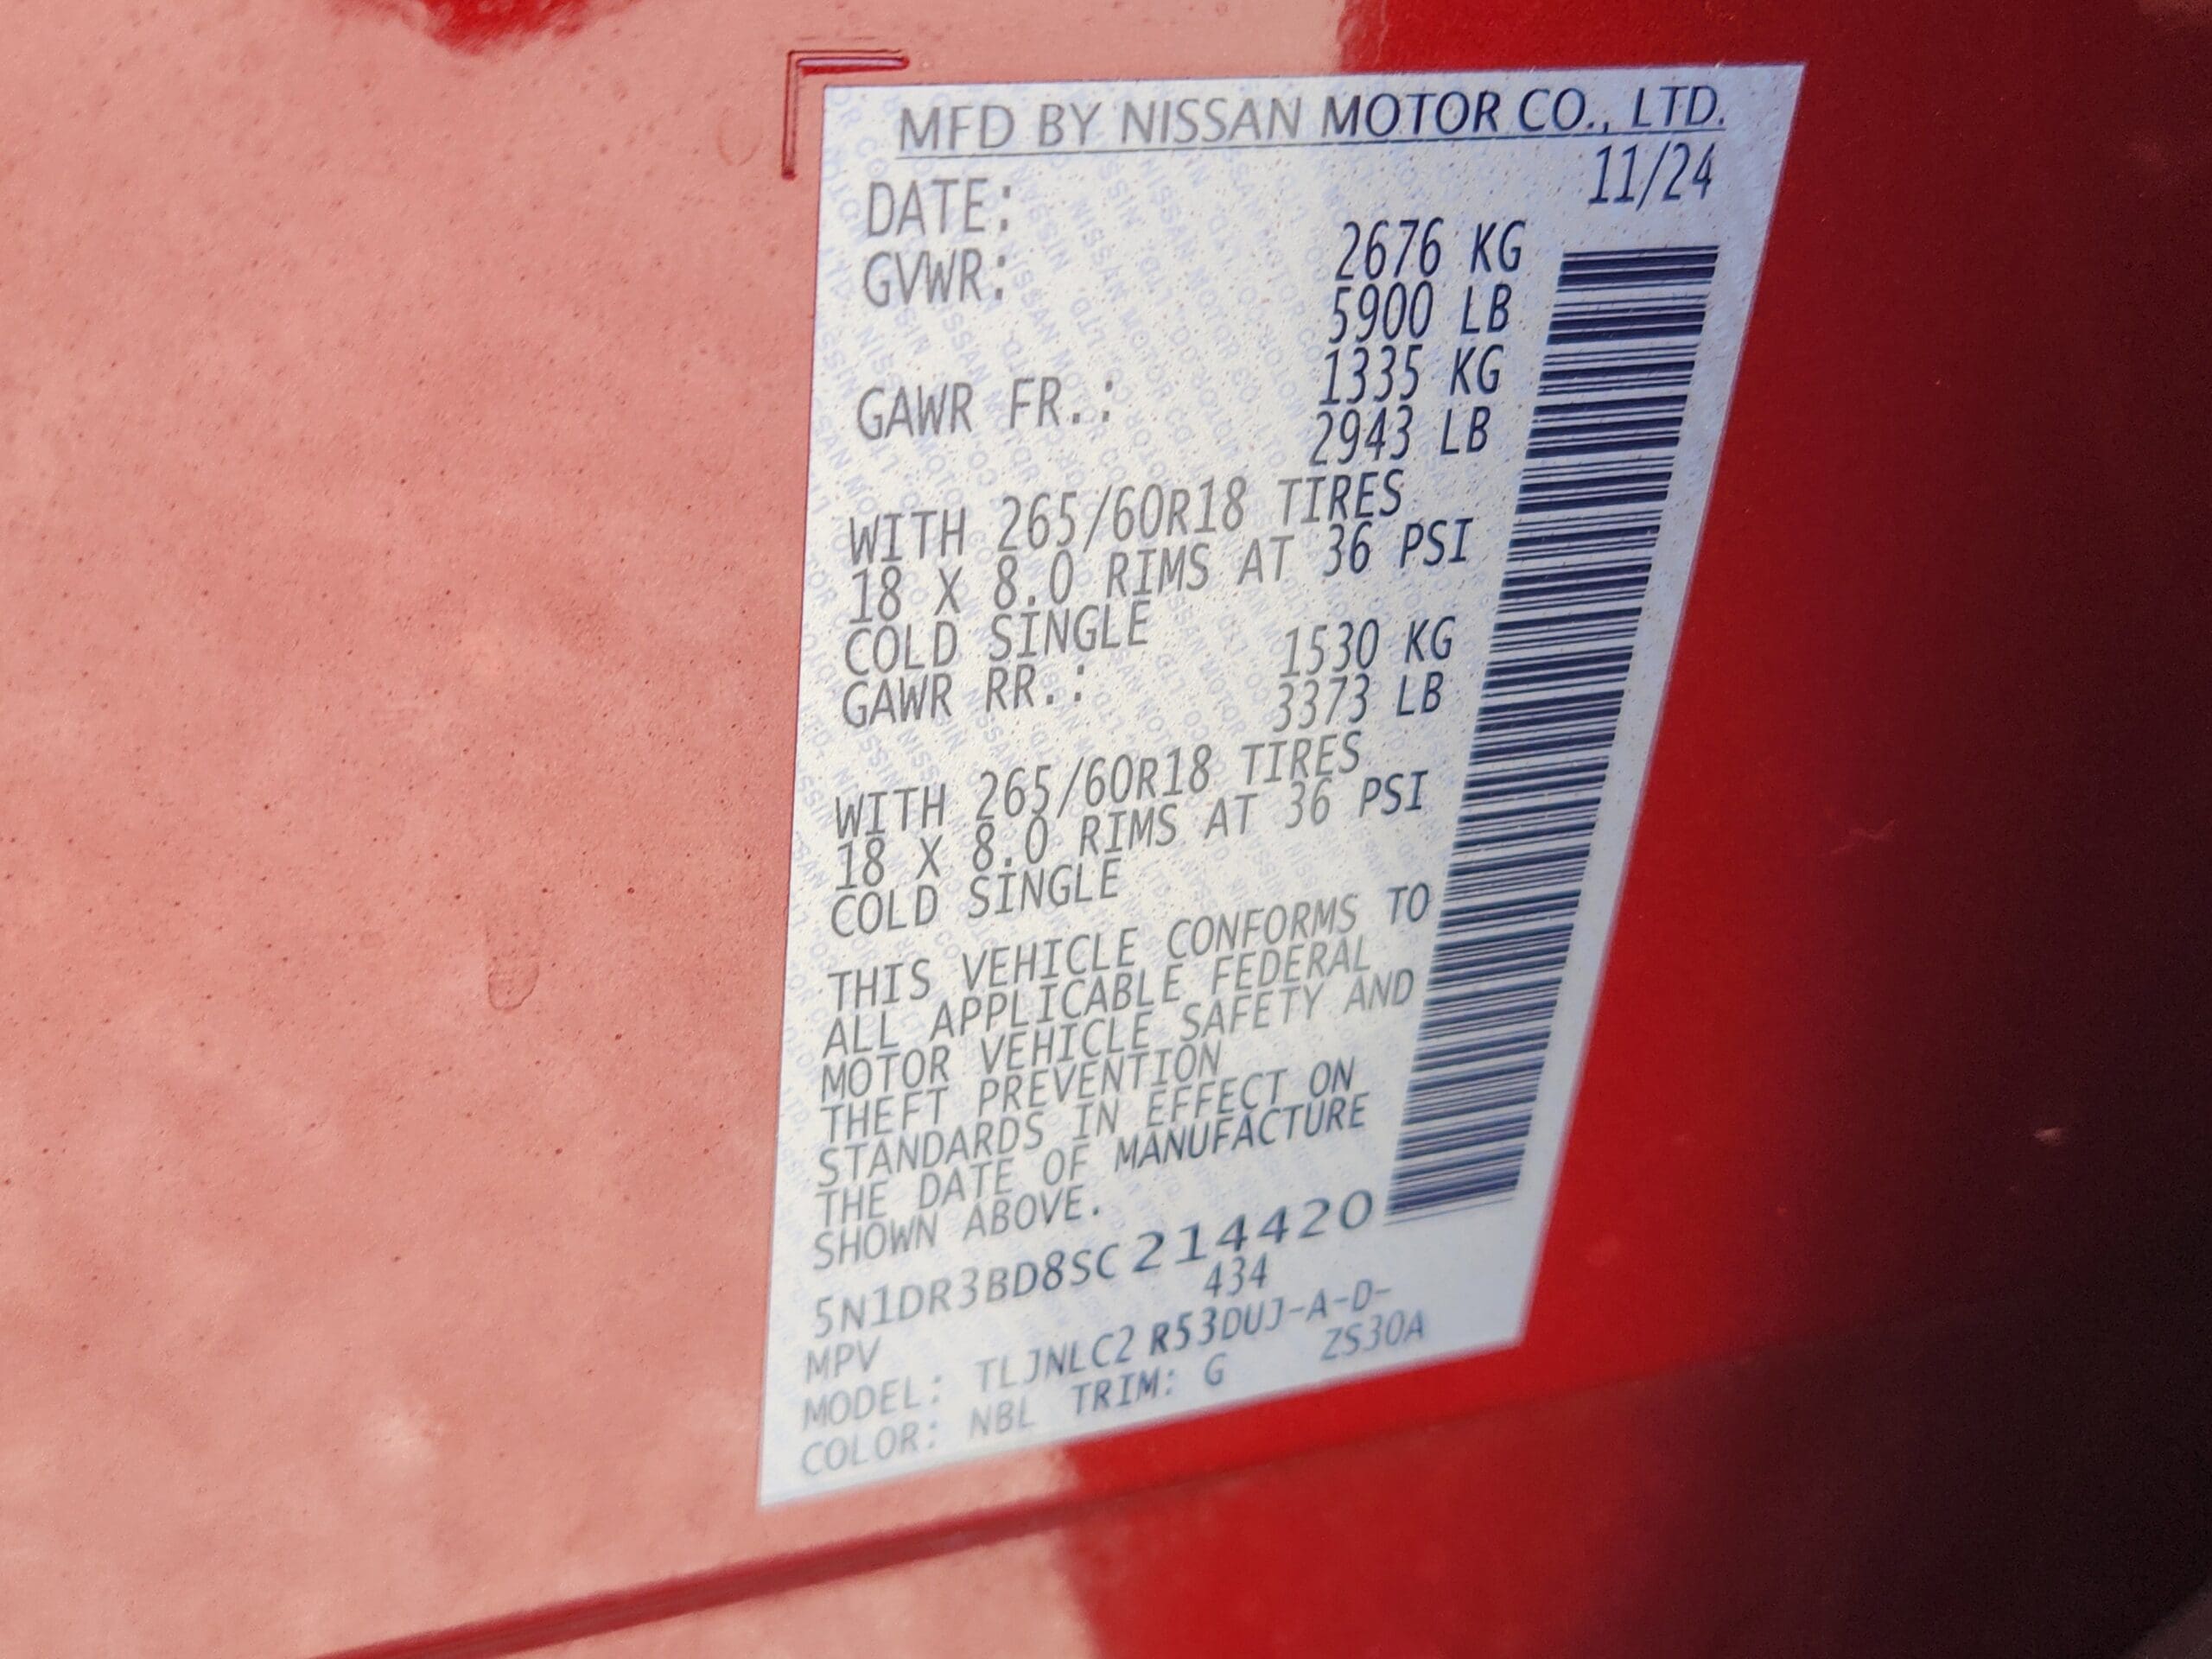 MFD BY NISSAN MOTOR CO., LTD.
DATE: 11/24
GVWR: 2676 KG
5900 LB
GAWR FR.: 1335 KG
2943 LB
WITH 265/60R18 TIRES
18 X 8.0 RIMS AT 36 PSI
COLD SINGLE
GAWR RR.: 1530 KG
3373 LB
WITH 265/60R18 TIRES
18 X 8.0 RIMS AT 36 PSI
COLD SINGLE
THIS VEHICLE CONFORMS TO
ALL APPLICABLE FEDERAL
MOTOR VEHICLE SAFETY AND
THEFT PREVENTION
STANDARDS IN EFFECT ON
THE DATE OF MANUFACTURE
SHOWN ABOVE.
5N1DR3BD8SC214420
MPV 434
MODEL: TLJNLC2 R53DUJ-A-D-
COLOR: NBL TRIM: G ZS30A